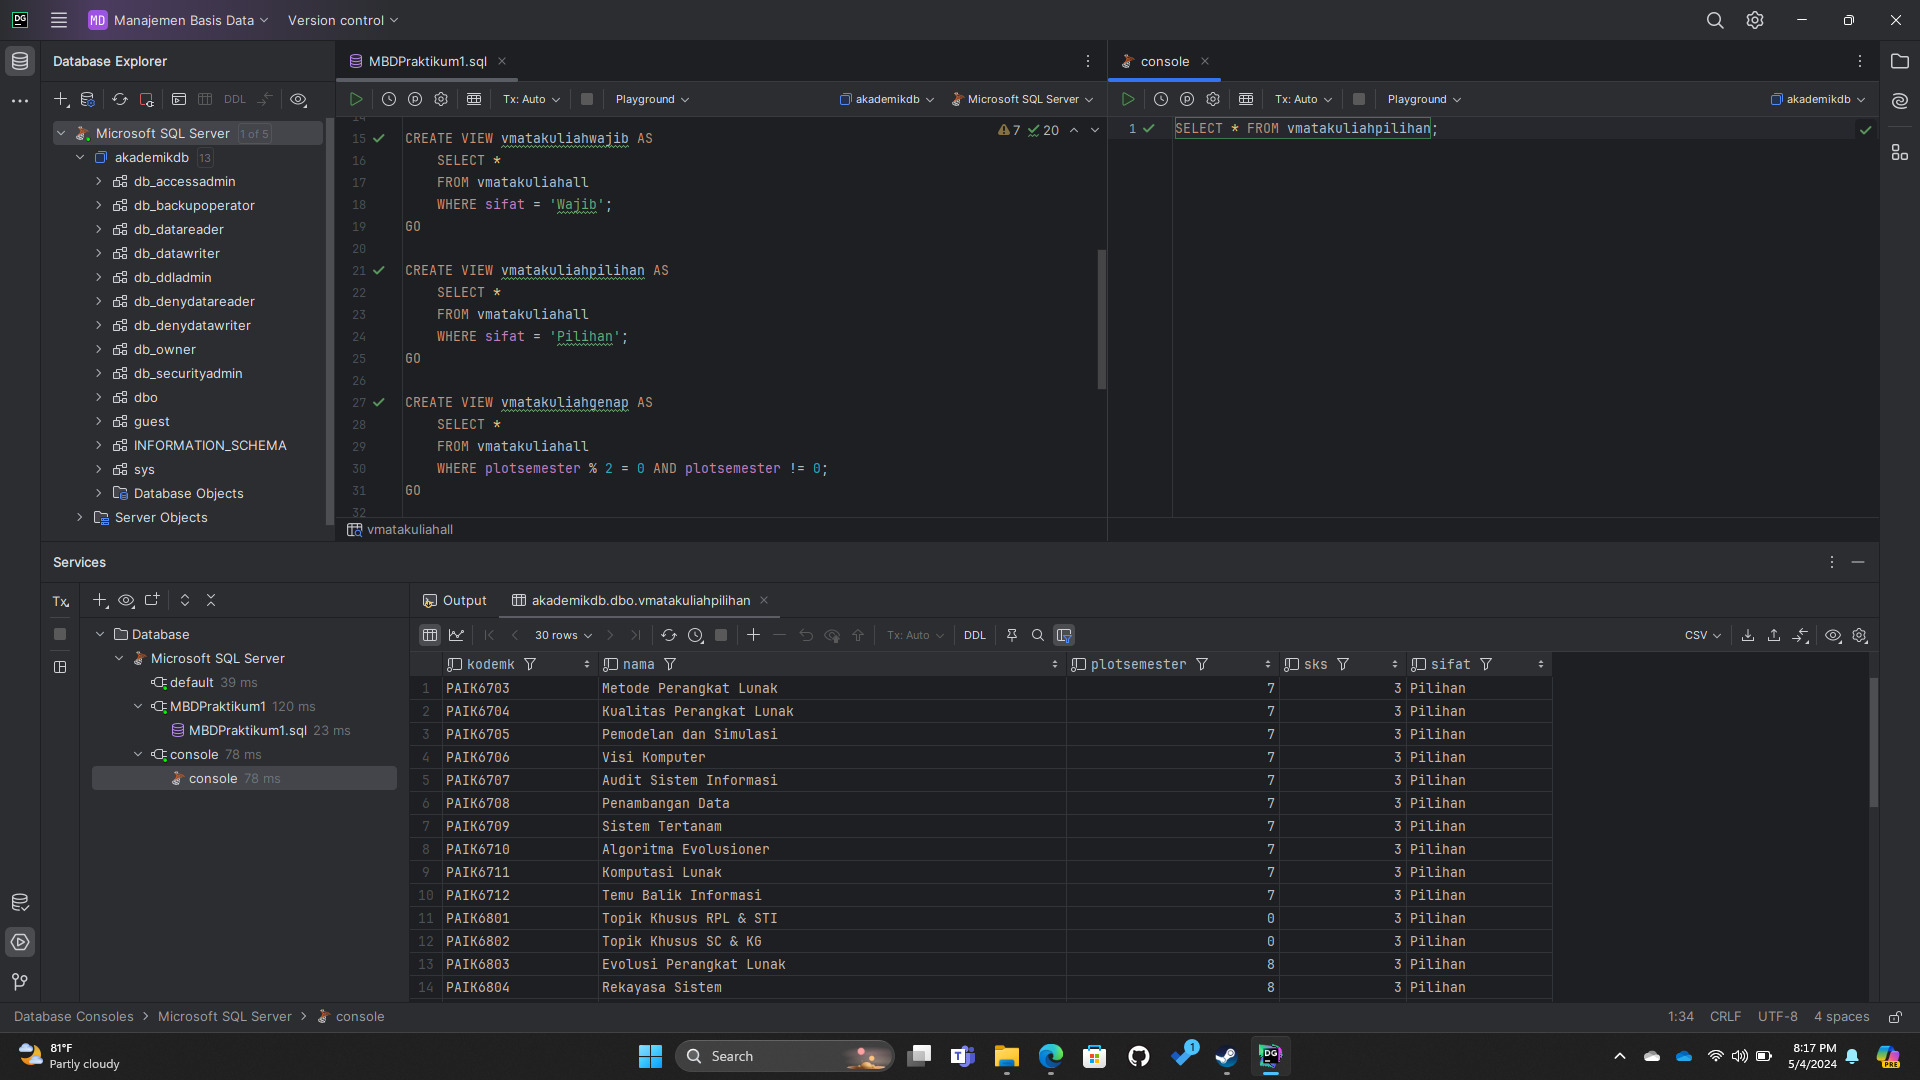 DG
MD Manajemen Basis Data
Version control
Database Explorer
MBDPraktikum1.sql
console
DDL
Tx: Auto
Playground
akademikdb
Microsoft SQL Server
Tx: Auto
Playground
akademikdb
Microsoft SQL Server 1 of 5
akademikdb 13
db_accessadmin
db_backupoperator
db_datareader
db_datawriter
db_ddladmin
db_denydatareader
db_denydatawriter
db_owner
db_securityadmin
dbo
guest
INFORMATION_SCHEMA
sys
Database Objects
Server Objects
7 20
14
15 CREATE VIEW vmatakuliahwajib AS
16 SELECT *
17 FROM vmatakuliahall
18 WHERE sifat = 'Wajib';
19 GO
20
21 CREATE VIEW vmatakuliahpilihan AS
22 SELECT *
23 FROM vmatakuliahall
24 WHERE sifat = 'Pilihan';
25 GO
26
27 CREATE VIEW vmatakuliahgenap AS
28 SELECT *
29 FROM vmatakuliahall
30 WHERE plotsemester % 2 = 0 AND plotsemester != 0;
31 GO
32
vmatakuliahall
1 SELECT * FROM vmatakuliahpilihan;
Services
Tx
Database
Microsoft SQL Server
default 39 ms
MBDPraktikum1 120 ms
MBDPraktikum1.sql 23 ms
console 78 ms
console 78 ms
Output
akademikdb.dbo.vmatakuliahpilihan
30 rows
Tx: Auto
DDL
CSV
kodemk nama plotsemester sks sifat
1 PAIK6703 Metode Perangkat Lunak 7 3 Pilihan
2 PAIK6704 Kualitas Perangkat Lunak 7 3 Pilihan
3 PAIK6705 Pemodelan dan Simulasi 7 3 Pilihan
4 PAIK6706 Visi Komputer 7 3 Pilihan
5 PAIK6707 Audit Sistem Informasi 7 3 Pilihan
6 PAIK6708 Penambangan Data 7 3 Pilihan
7 PAIK6709 Sistem Tertanam 7 3 Pilihan
8 PAIK6710 Algoritma Evolusioner 7 3 Pilihan
9 PAIK6711 Komputasi Lunak 7 3 Pilihan
10 PAIK6712 Temu Balik Informasi 7 3 Pilihan
11 PAIK6801 Topik Khusus RPL & STI 0 3 Pilihan
12 PAIK6802 Topik Khusus SC & KG 0 3 Pilihan
13 PAIK6803 Evolusi Perangkat Lunak 8 3 Pilihan
14 PAIK6804 Rekayasa Sistem 8 3 Pilihan
Database Consoles > Microsoft SQL Server > console
1:34 CRLF UTF-8 4 spaces
81°F
Partly cloudy
Search
1
DG
8:17 PM
5/4/2024
PRE